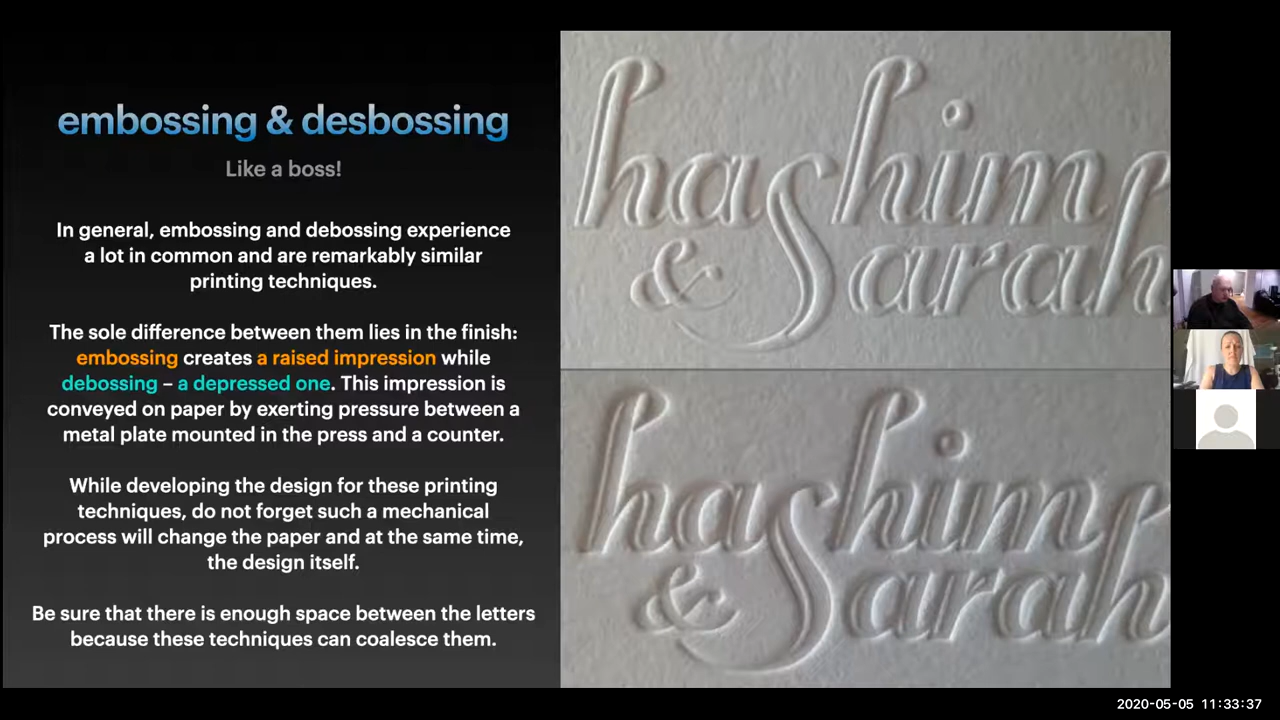 embossing & desbossing
Like a boss!
In general, embossing and debossing experience
a lot in common and are remarkably similar
printing techniques.
The sole difference between them lies in the finish:
embossing creates a raised impression while
debossing – a depressed one. This impression is
conveyed on paper by exerting pressure between a
metal plate mounted in the press and a counter.
While developing the design for these printing
techniques, do not forget such a mechanical
process will change the paper and at the same time,
the design itself.
Be sure that there is enough space between the letters
because these techniques can coalesce them.
hashim
& Sarah
hashim
& Sarah
2020-05-05 11:33:37